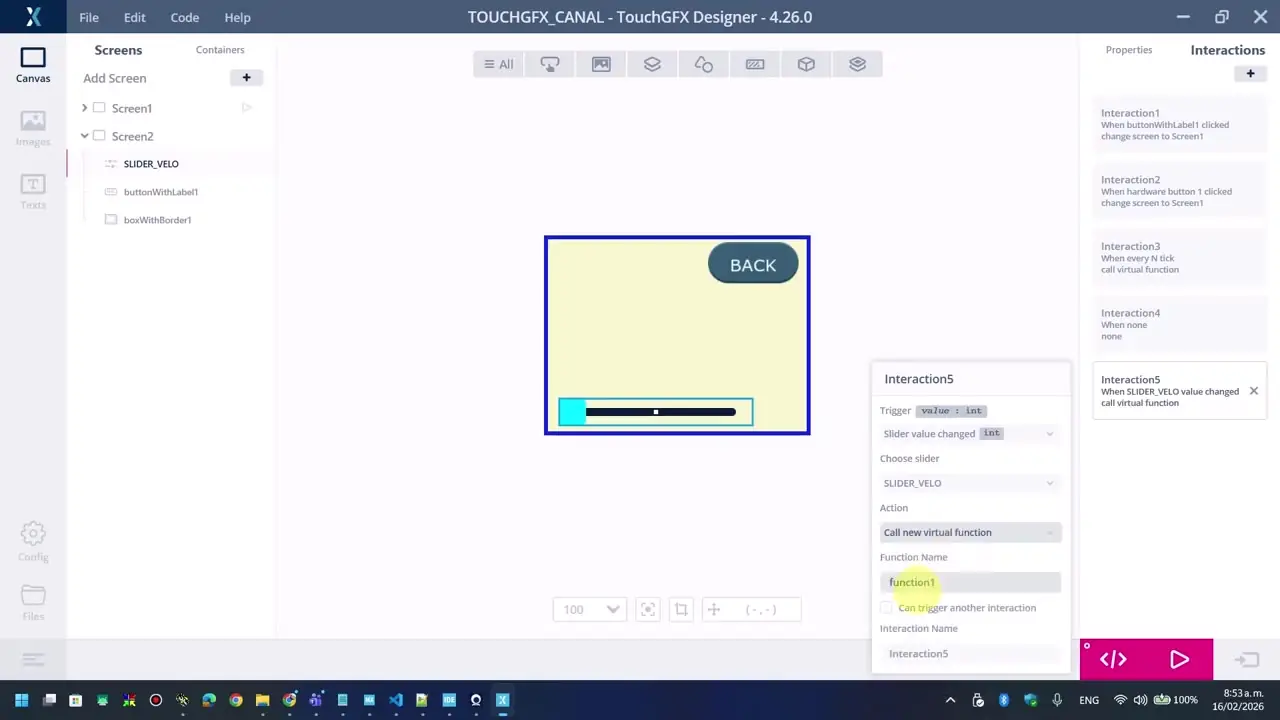 File Edit Code Help
TOUCHGFX_CANAL - TouchGFX Designer - 4.26.0
Canvas
Images
Texts
Config
Files
Screens Containers
Add Screen +
Screen1
Screen2
SLIDER_VELO
buttonWithLabel1
boxWithBorder1
All
BACK
100
(-,-)
Interaction5
Trigger value : int
Slider value changed int
Choose slider
SLIDER_VELO
Action
Call new virtual function
Function Name
function1
Can trigger another interaction
Interaction Name
Interaction5
Properties Interactions
+
Interaction1
When buttonWithLabel1 clicked
change screen to Screen1
Interaction2
When hardware button 1 clicked
change screen to Screen1
Interaction3
When every N tick
call virtual function
Interaction4
When none
none
Interaction5
When SLIDER_VELO value changed
call virtual function
IDE
ENG
100%
8:53 a. m.
16/02/2026